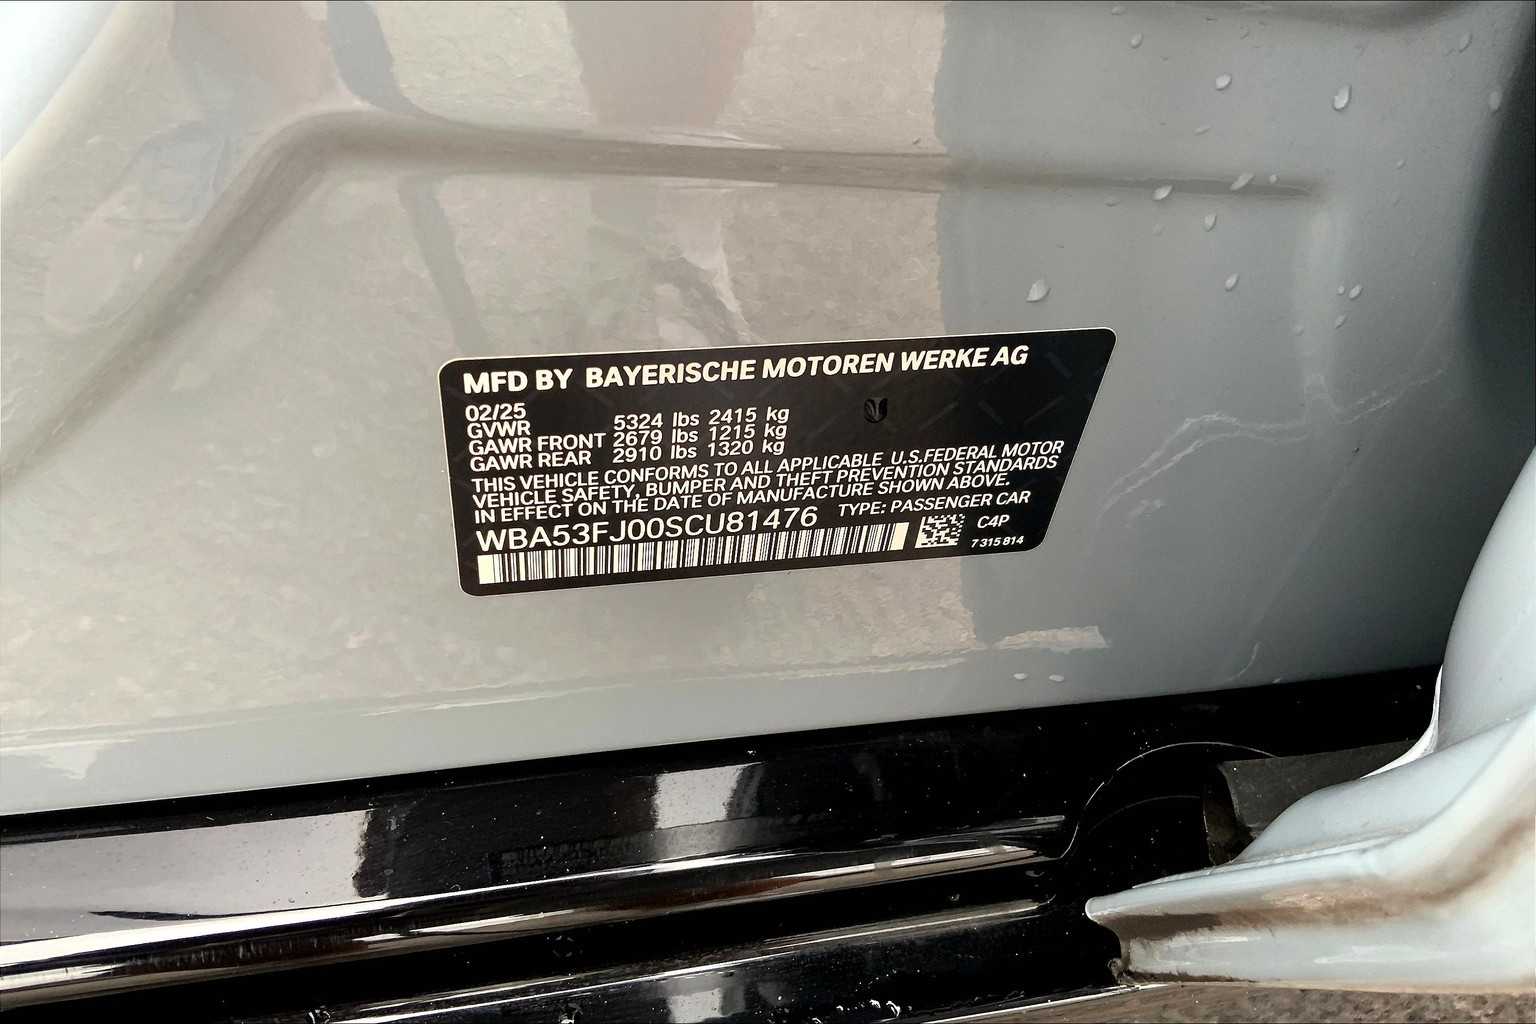 MFD BY BAYERISCHE MOTOREN WERKE AG
02/25
GVWR 5324 lbs 2415 kg
GAWR FRONT 2679 lbs 1215 kg
GAWR REAR 2910 lbs 1320 kg
THIS VEHICLE CONFORMS TO ALL APPLICABLE U.S.FEDERAL MOTOR
VEHICLE SAFETY, BUMPER AND THEFT PREVENTION STANDARDS
IN EFFECT ON THE DATE OF MANUFACTURE SHOWN ABOVE.
WBA53FJ00SCU81476 TYPE: PASSENGER CAR
C4P
7 315 814